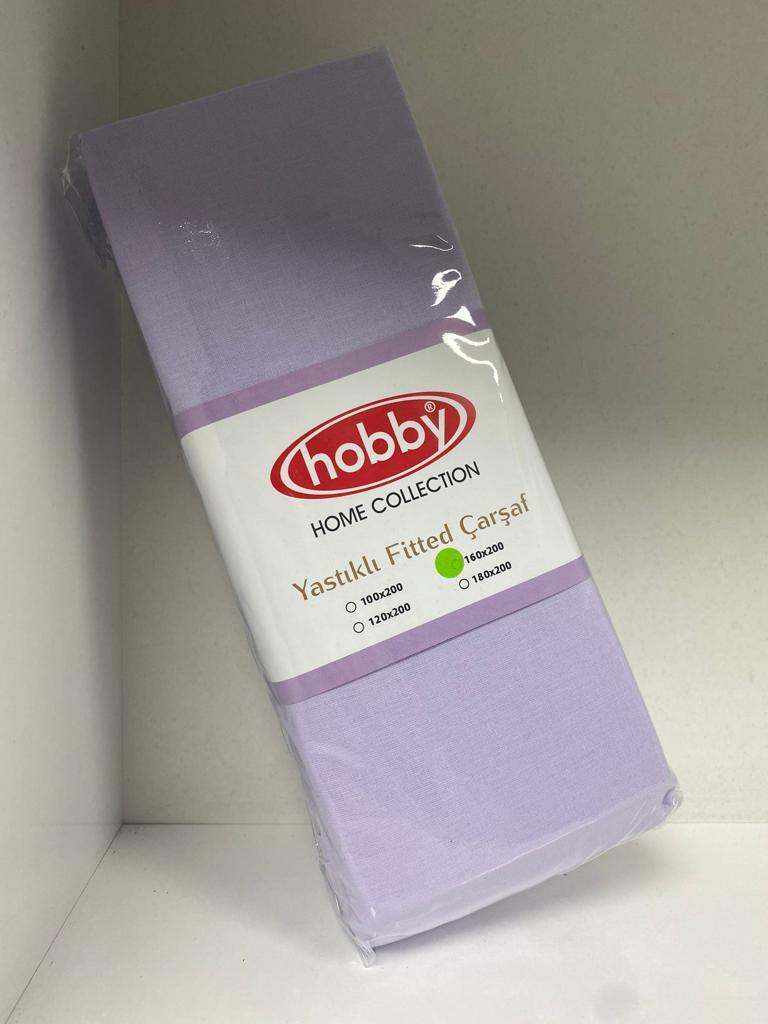 hobby®
HOME COLLECTION
Yastıklı Fitted Çarşaf
100x200
160x200
120x200
180x200